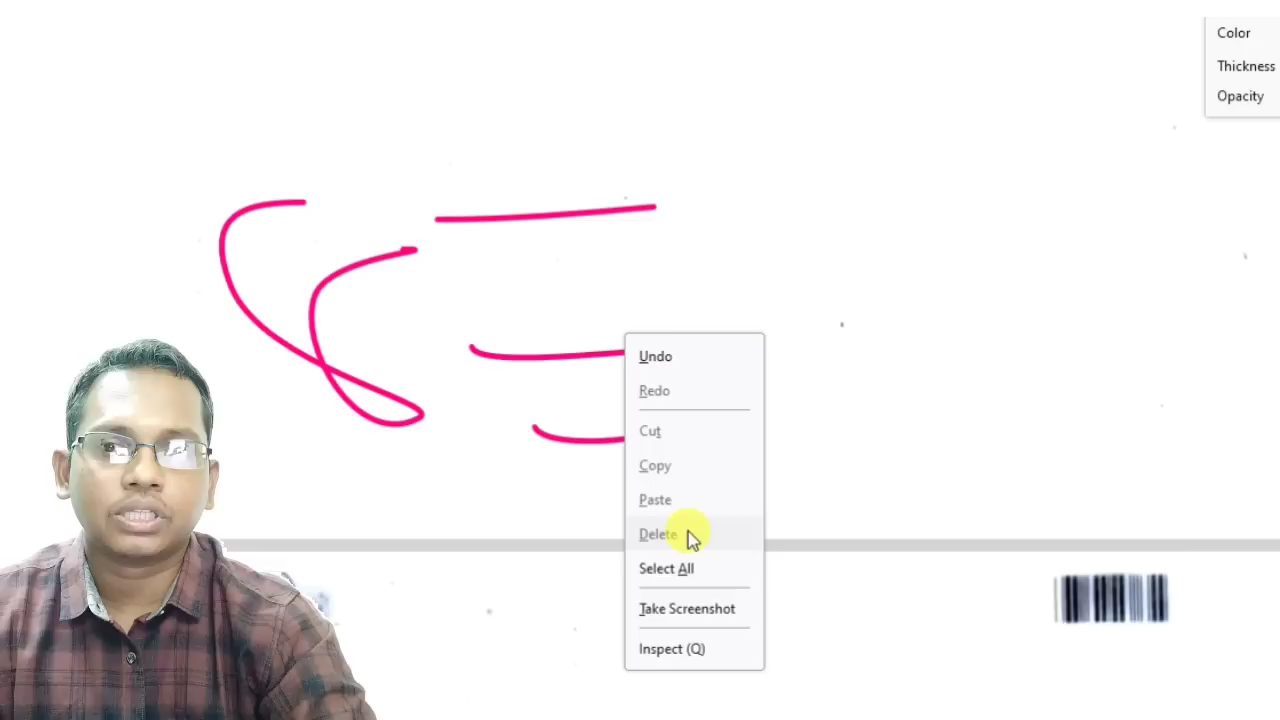 Color
Thickness
Opacity
Undo
Redo
Cut
Copy
Paste
Delete
Select All
Take Screenshot
Inspect (Q)